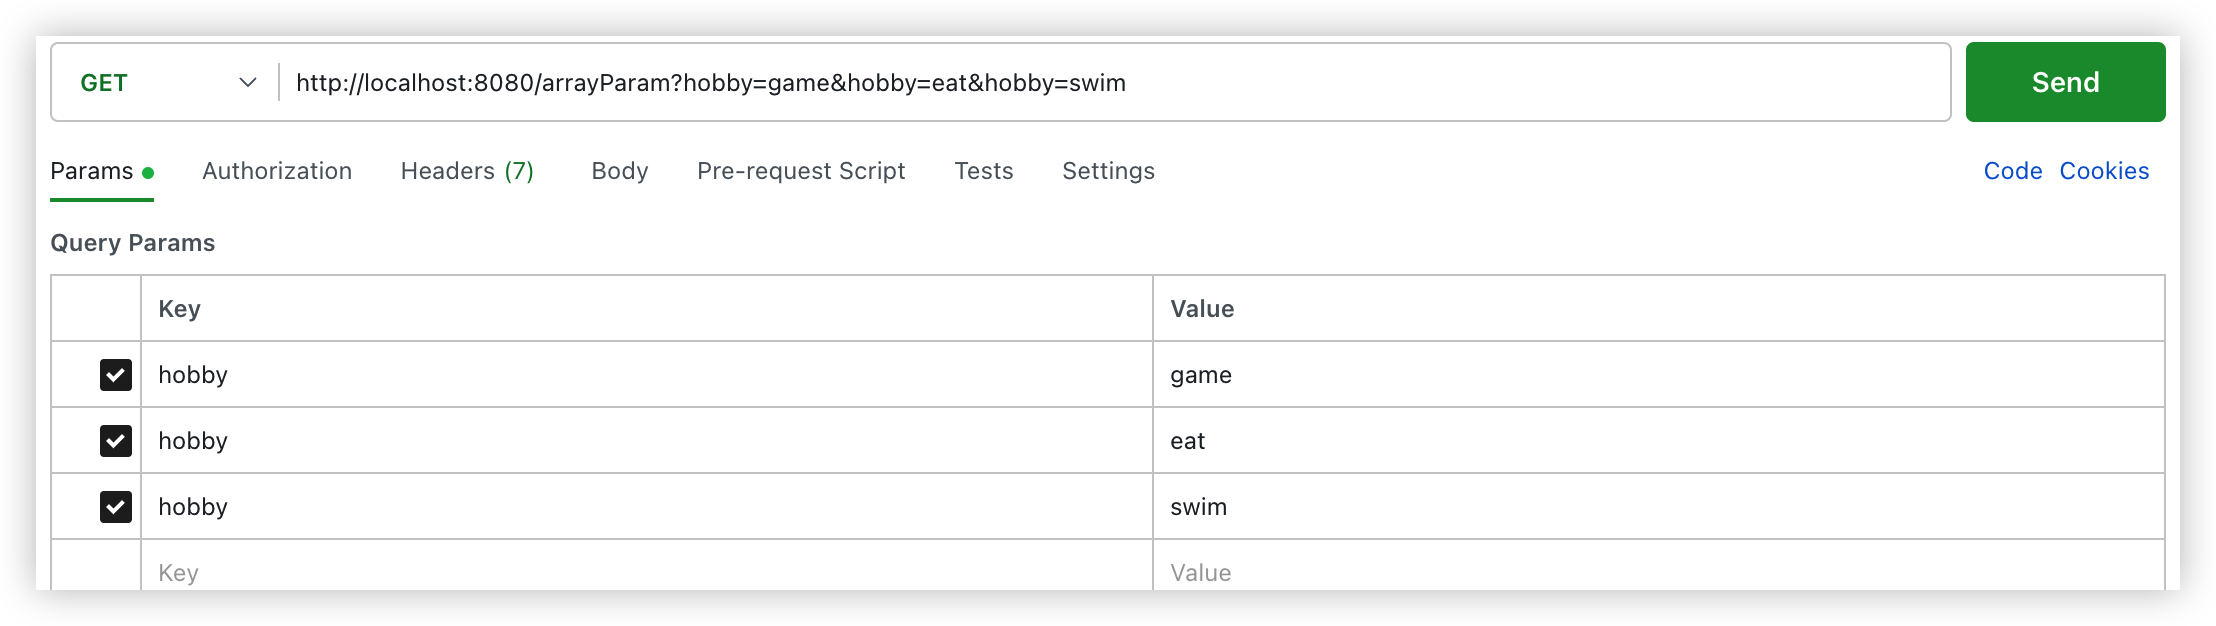 GET http://localhost:8080/arrayParam?hobby=game&hobby=eat&hobby=swim Send
Params Authorization Headers (7) Body Pre-request Script Tests Settings Code Cookies
Query Params
Key Value
hobby game
hobby eat
hobby swim
Key Value